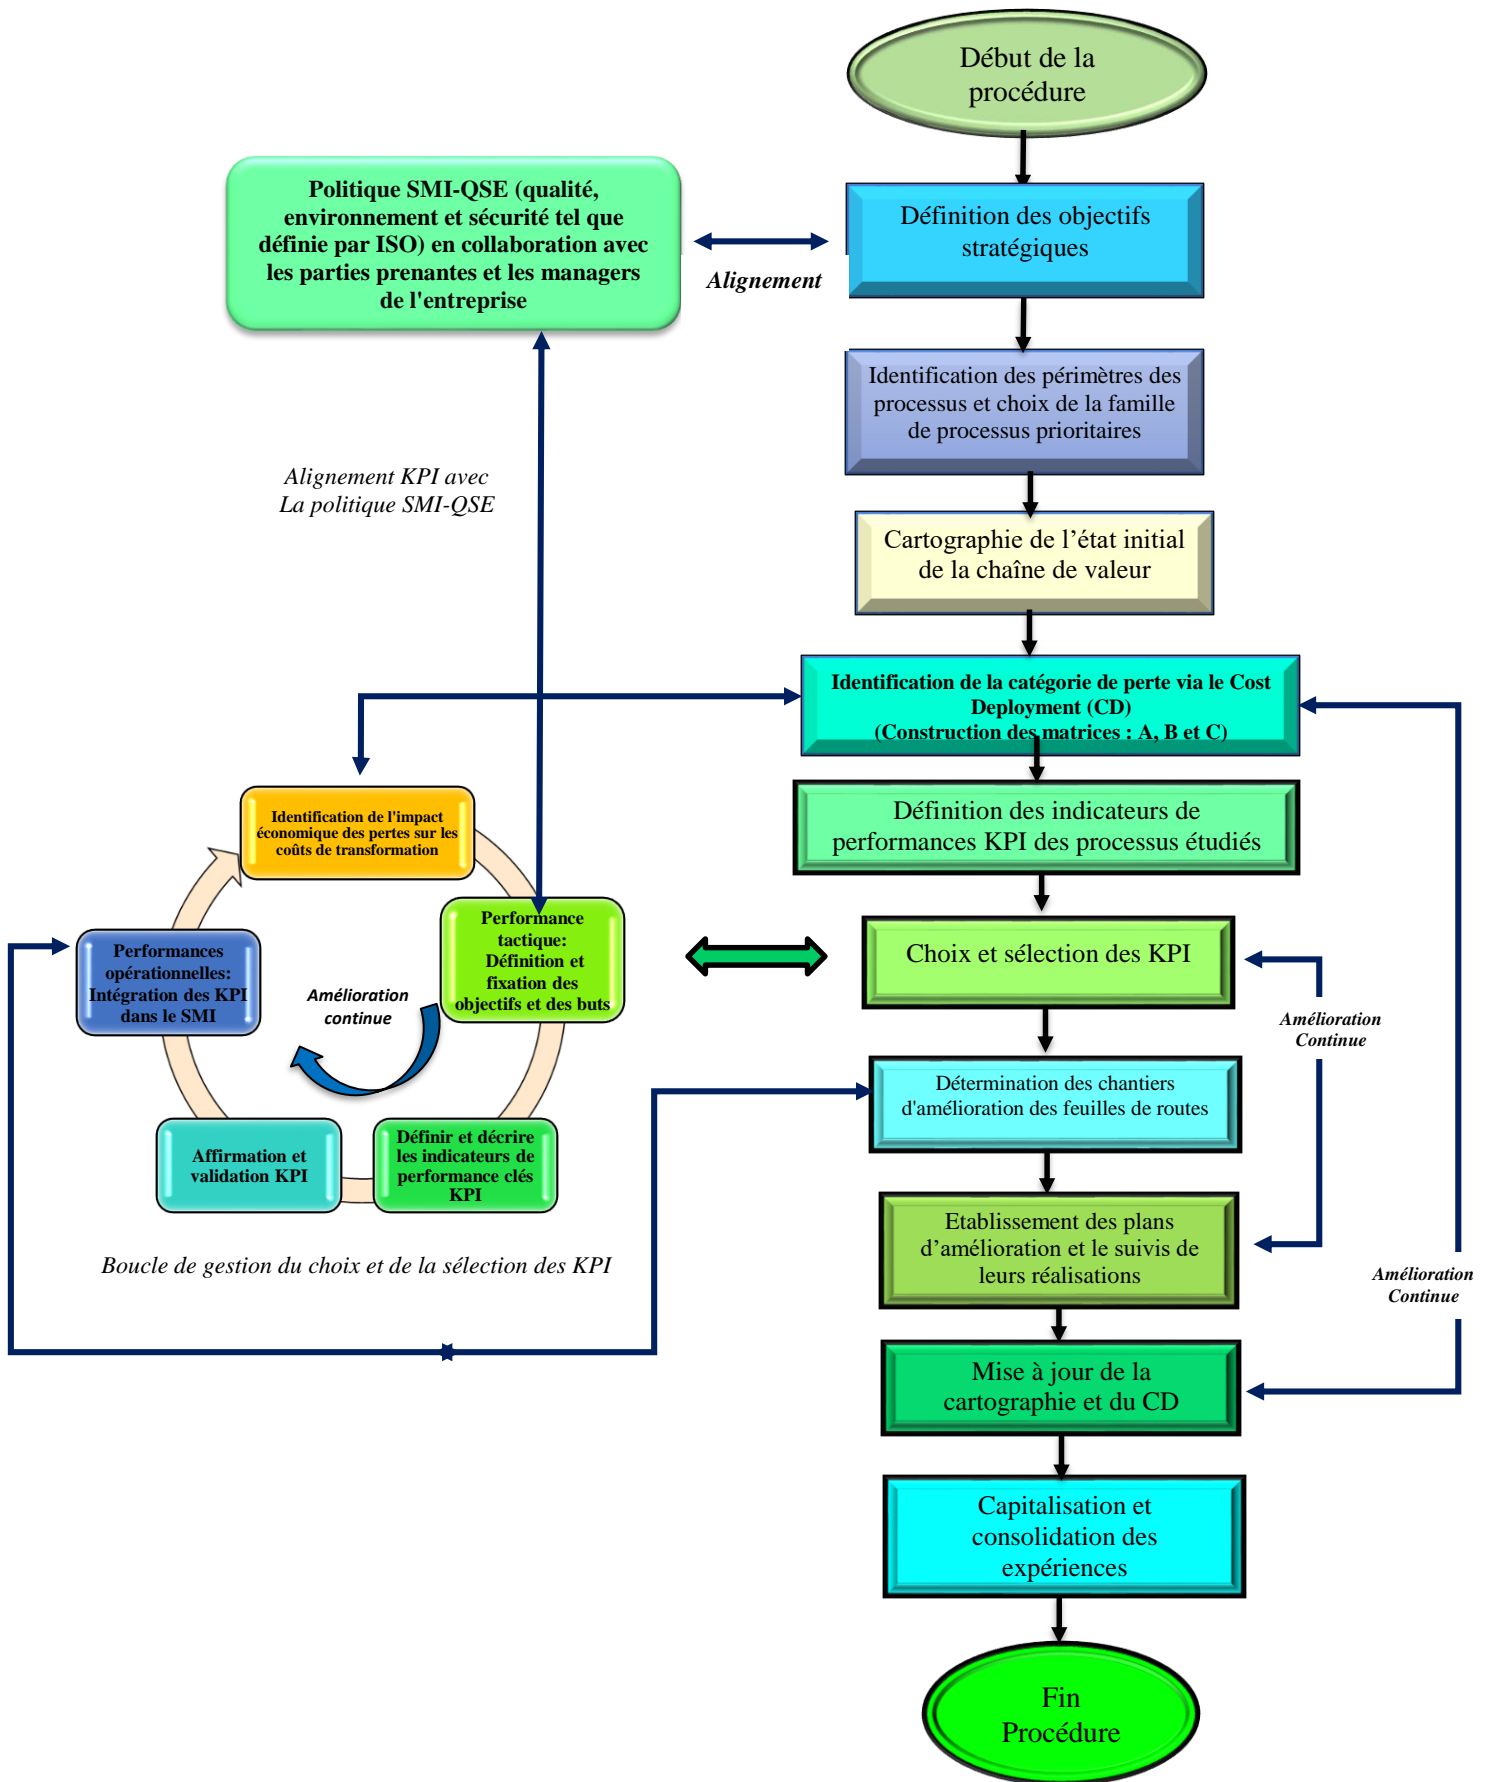 Début de la
procédure
Politique SMI-QSE (qualité,
environnement et sécurité tel que
définie par ISO) en collaboration avec
les parties prenantes et les managers
de l'entreprise
Alignement
Définition des objectifs
stratégiques
Identification des périmètres des
processus et choix de la famille
de processus prioritaires
Alignement KPI avec
La politique SMI-QSE
Cartographie de l’état initial
de la chaîne de valeur
Identification de la catégorie de perte via le Cost
Deployment (CD)
(Construction des matrices : A, B et C)
Définition des indicateurs de
performances KPI des processus étudiés
Identification de l'impact
économique des pertes sur les
coûts de transformation
Performance
tactique:
Définition et
fixation des
objectifs et des buts
Performances
opérationnelles:
Intégration des KPI
dans le SMI
Amélioration
continue
Affirmation et
validation KPI
Définir et décrire
les indicateurs de
performance clés
KPI
Boucle de gestion du choix et de la sélection des KPI
Choix et sélection des KPI
Amélioration
Continue
Détermination des chantiers
d'amélioration des feuilles de routes
Etablissement des plans
d’amélioration et le suivis de
leurs réalisations
Amélioration
Continue
Mise à jour de la
cartographie et du CD
Capitalisation et
consolidation des
expériences
Fin
Procédure